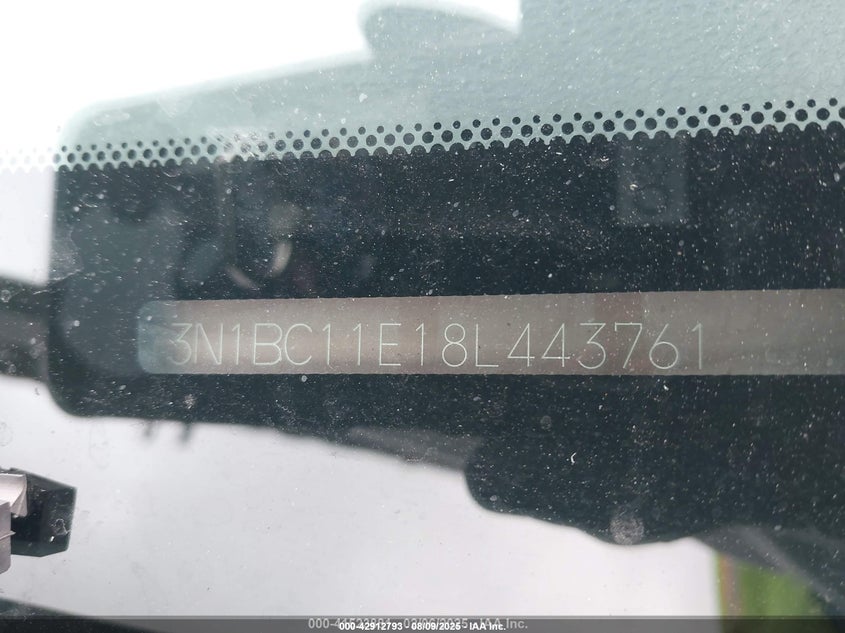 3N1BC11E18L443761
000-42912793 08/09/2025 - IAA Inc.